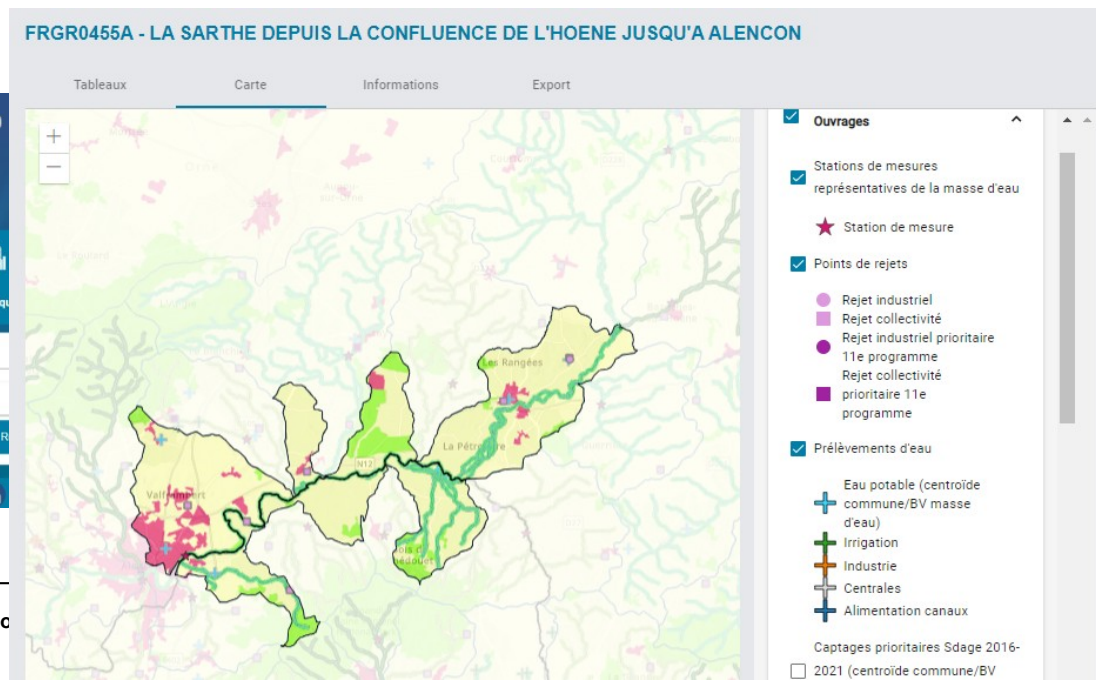 FRGR0455A - LA SARTHE DEPUIS LA CONFLUENCE DE L'HOENE JUSQU'A ALENCON
Tableaux
Carte
Informations
Export
+
−
Les Rangées
N12
Ouvrages
Stations de mesures
représentatives de la masse d'eau
Station de mesure
Points de rejets
Rejet industriel
Rejet collectivité
Rejet industriel prioritaire
11e programme
Rejet collectivité
prioritaire 11e
programme
Prélèvements d'eau
Eau potable (centroïde
commune/BV masse
d'eau)
Irrigation
Industrie
Centrales
Alimentation canaux
Captages prioritaires Sdage 2016-
2021 (centroïde commune/BV